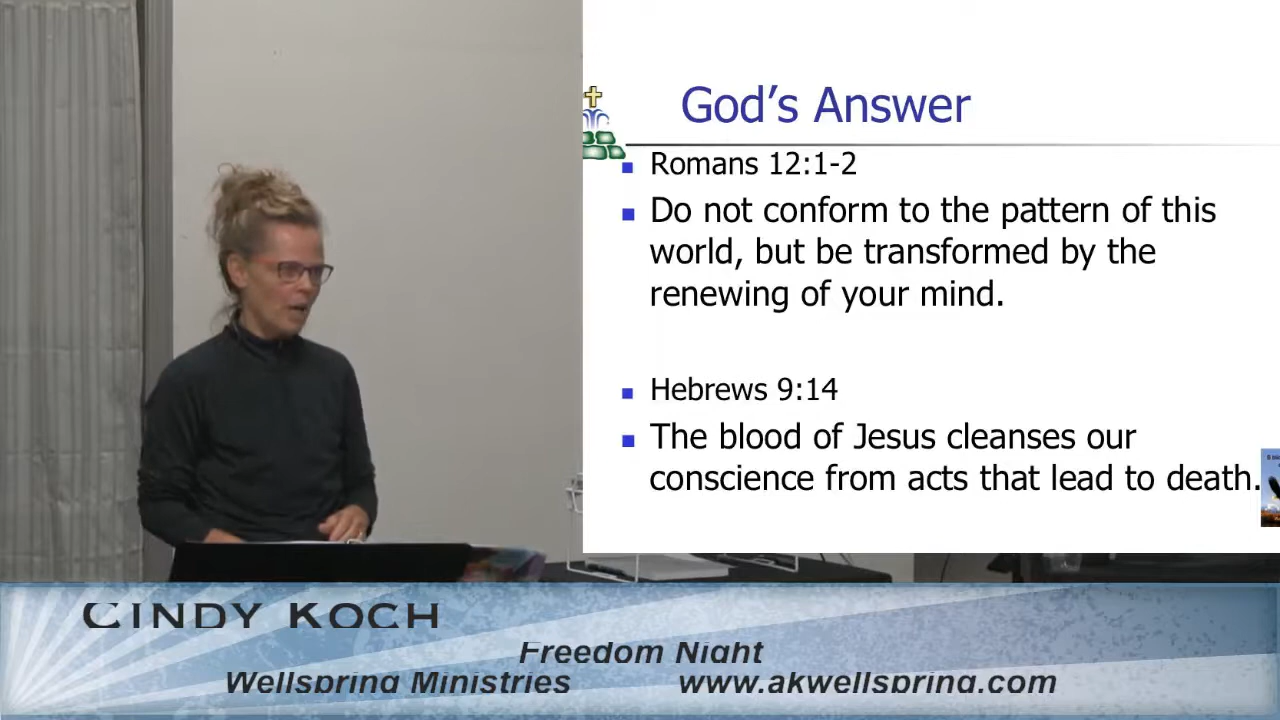 God's Answer
Romans 12:1-2
Do not conform to the pattern of this
world, but be transformed by the
renewing of your mind.
Hebrews 9:14
The blood of Jesus cleanses our
conscience from acts that lead to death.
CINDY KOCH
Freedom Night
Wellspring Ministries www.akwellspring.com